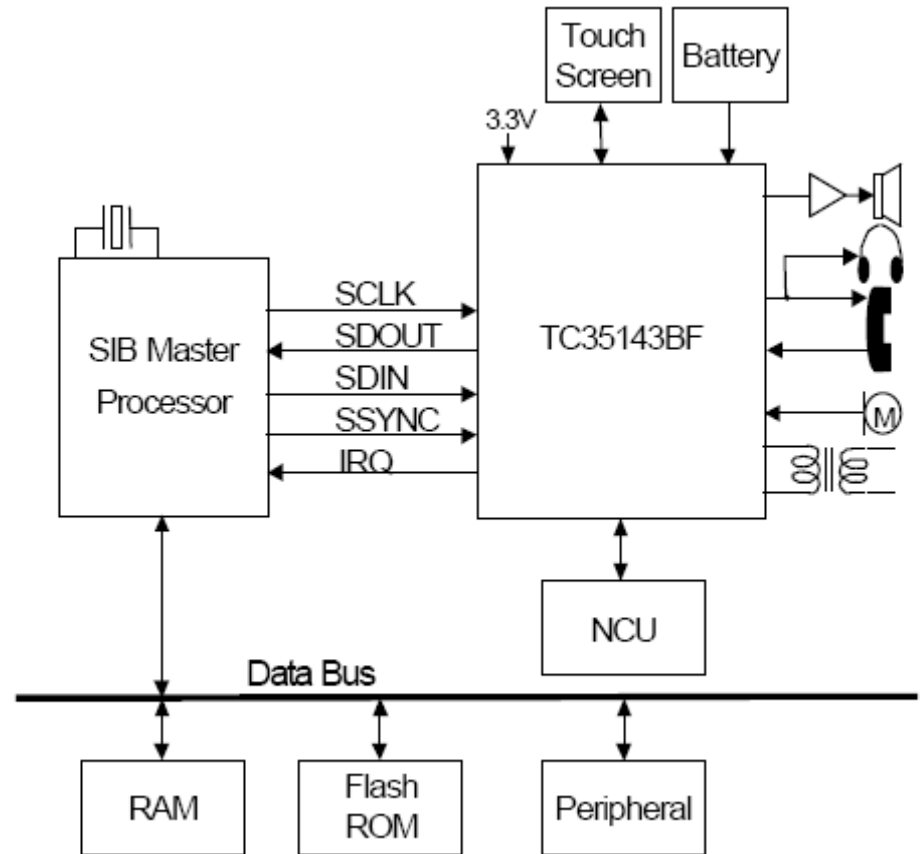 Touch
Screen
Battery
3.3V
SIB Master
Processor
SCLK
SDOUT
SDIN
SSYNC
IRQ
TC35143BF
M
NCU
Data Bus
RAM
Flash
ROM
Peripheral